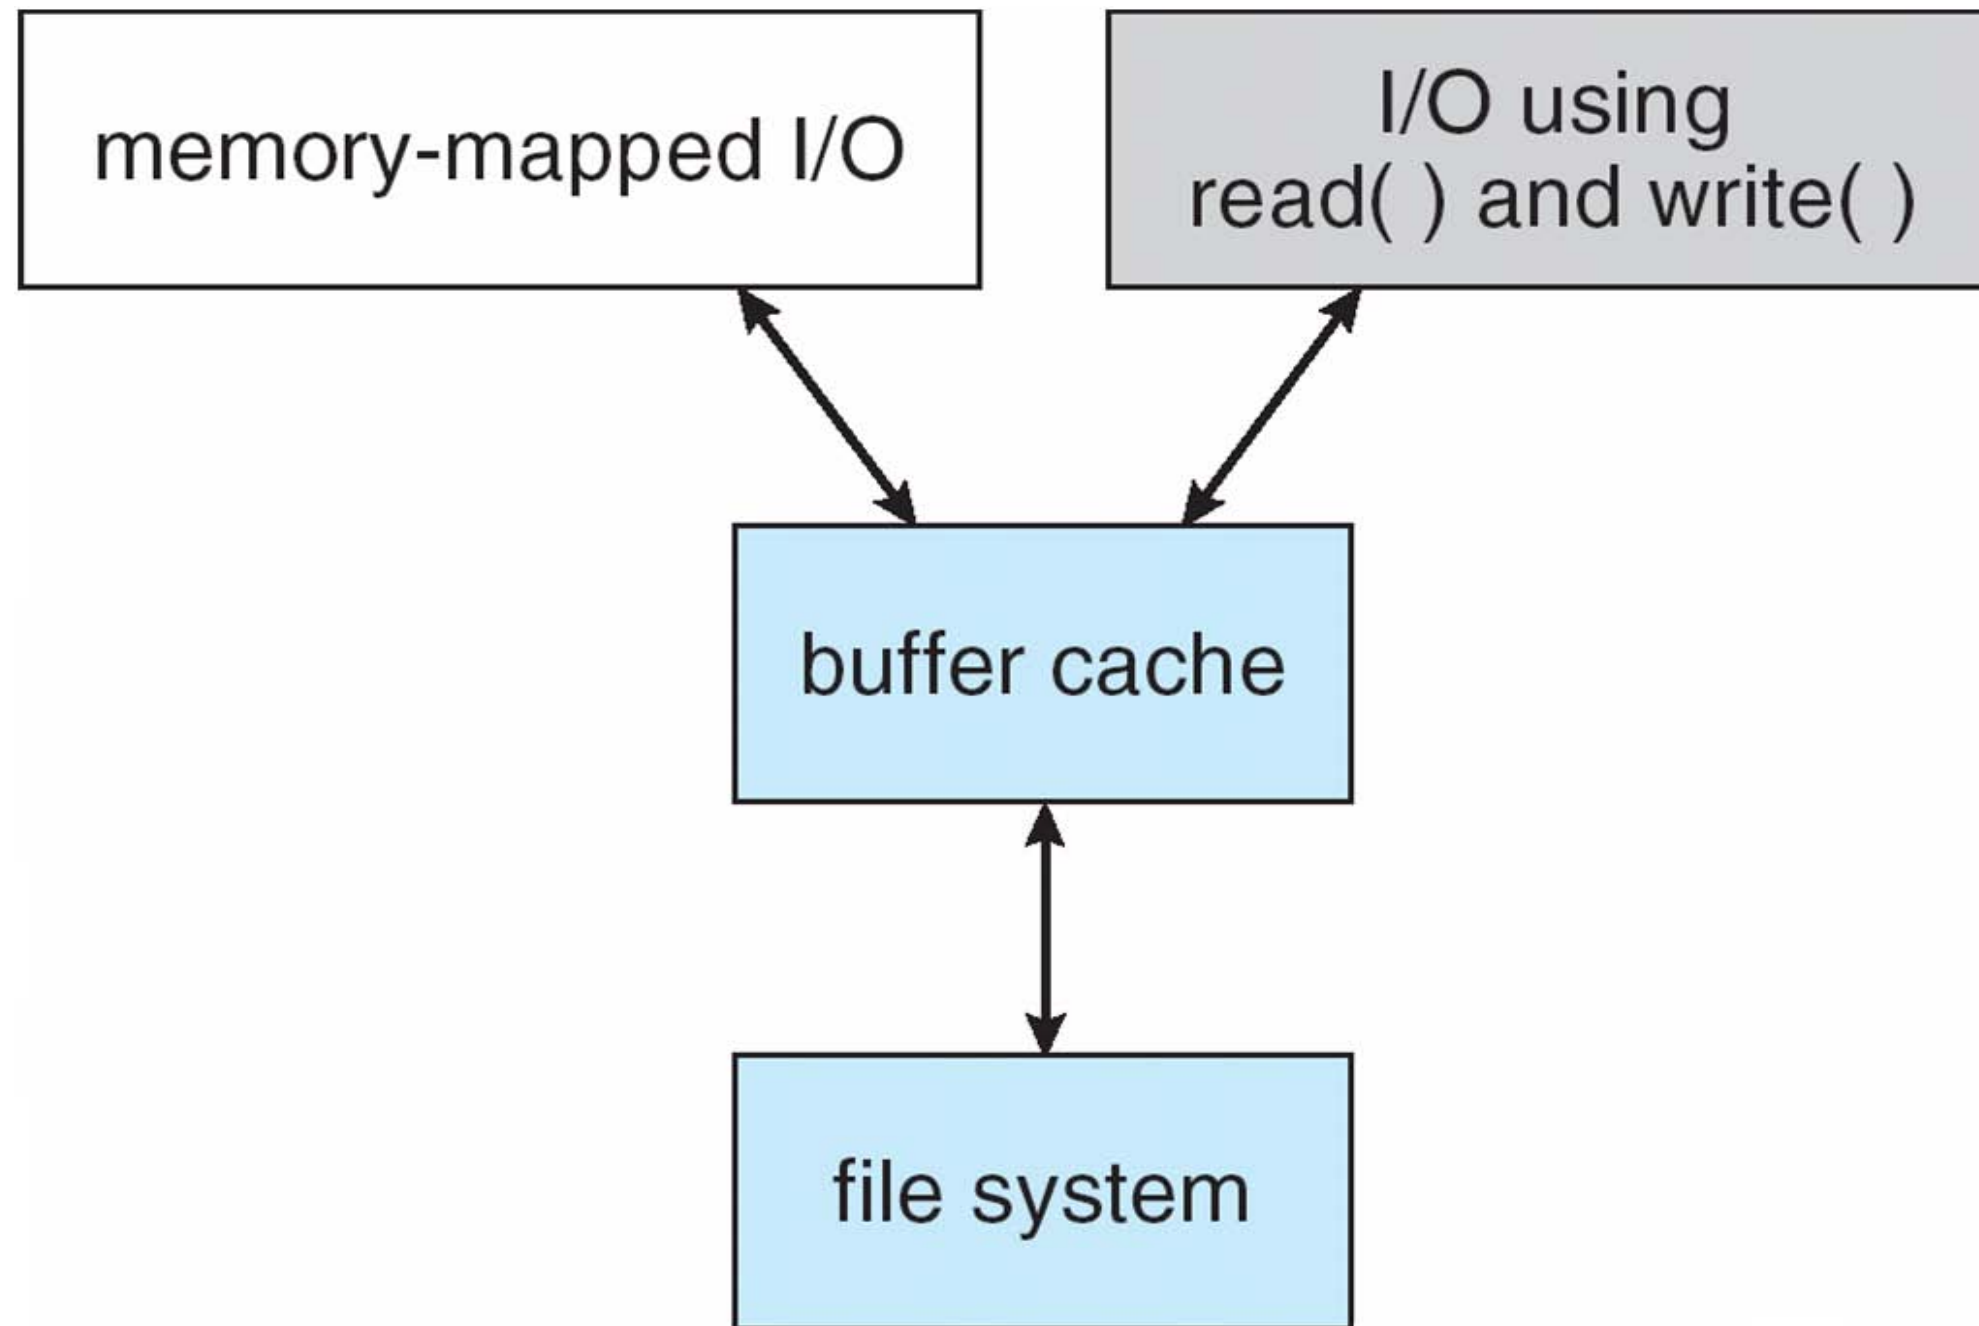 memory-mapped I/O
I/O using
read( ) and write( )
buffer cache
file system